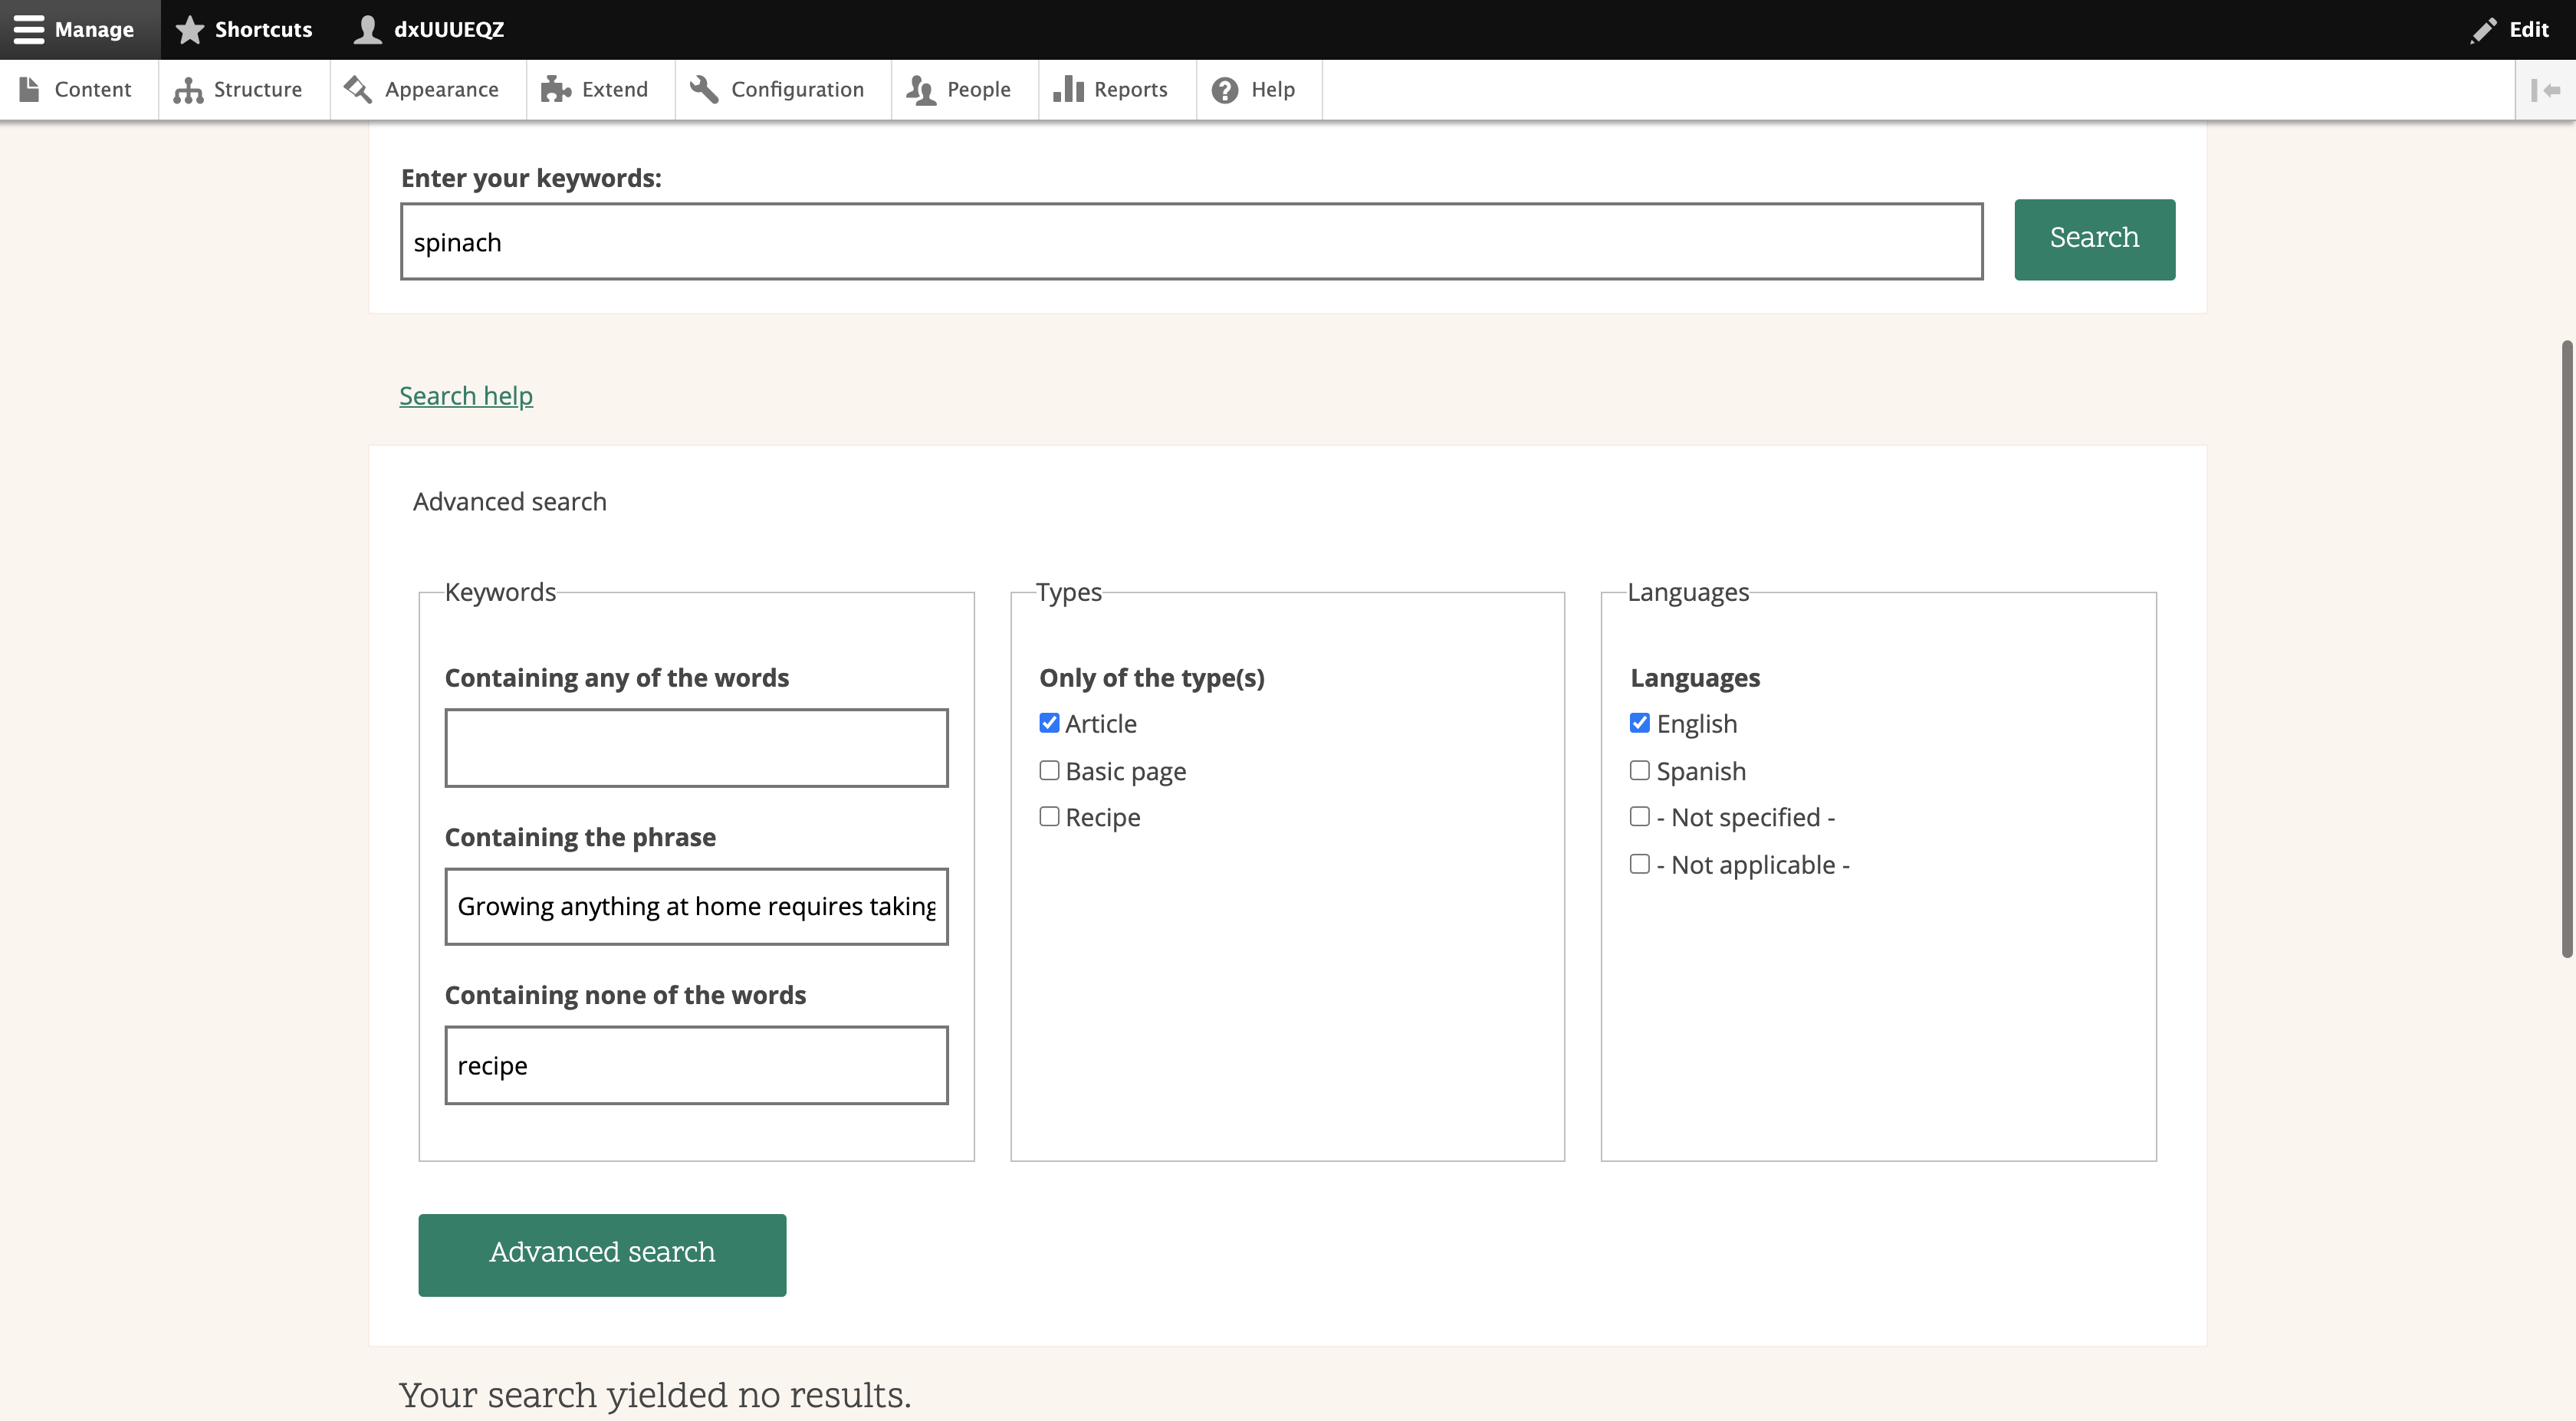 Manage Shortcuts dxUUUEQZ Edit
Content Structure Appearance Extend Configuration People Reports Help
Enter your keywords:
spinach
Search
Search help
Advanced search
Keywords
Containing any of the words
Containing the phrase
Growing anything at home requires taking
Containing none of the words
recipe
Types
Only of the type(s)
Article
Basic page
Recipe
Languages
Languages
English
Spanish
- Not specified -
- Not applicable -
Advanced search
Your search yielded no results.